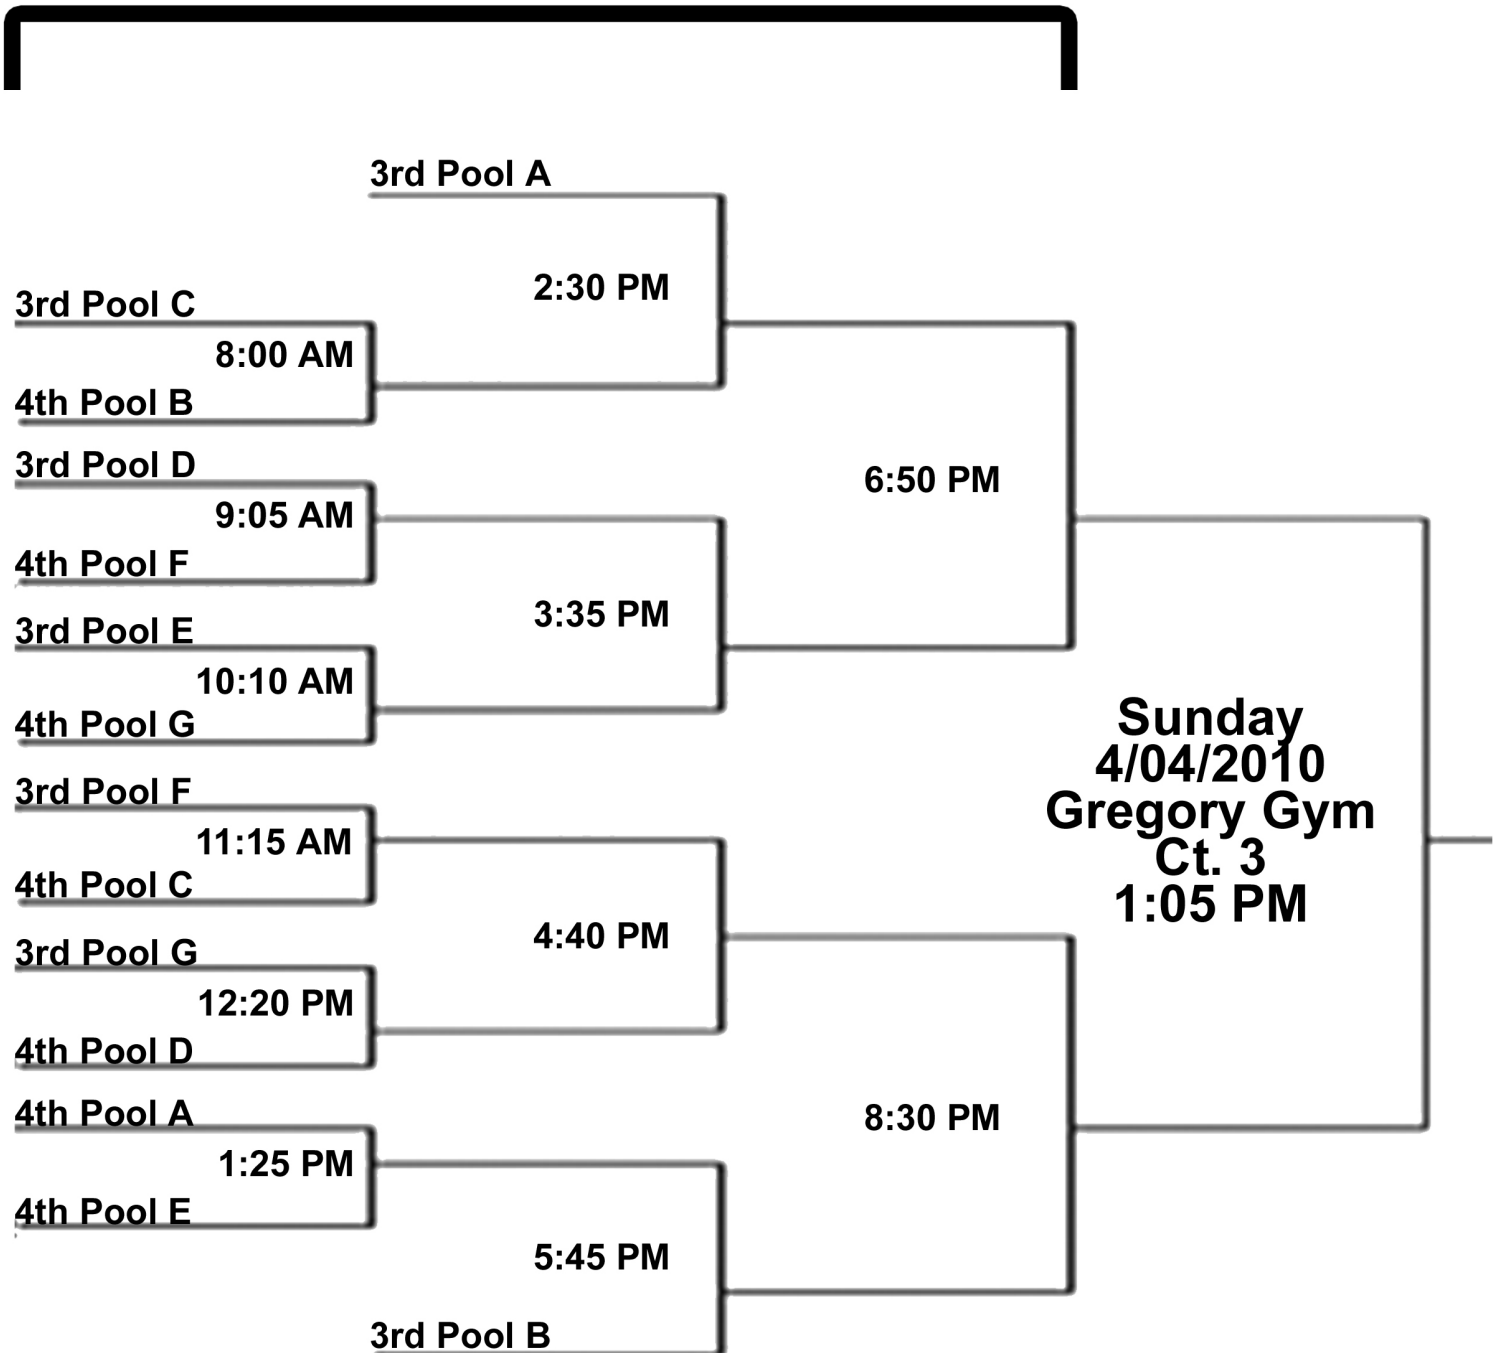 3rd Pool A
2:30 PM
3rd Pool C
8:00 AM
4th Pool B
3rd Pool D
9:05 AM
4th Pool F
6:50 PM
3:35 PM
3rd Pool E
10:10 AM
4th Pool G
Sunday
4/04/2010
Gregory Gym
Ct. 3
1:05 PM
3rd Pool F
11:15 AM
4th Pool C
4:40 PM
3rd Pool G
12:20 PM
4th Pool D
8:30 PM
4th Pool A
1:25 PM
4th Pool E
5:45 PM
3rd Pool B